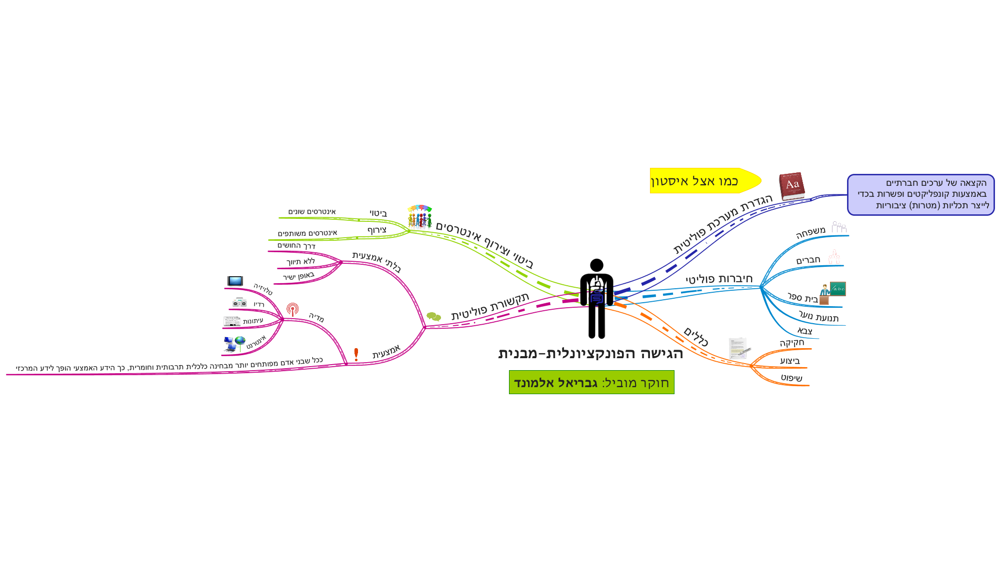 הגישה הפונקציונלית-מבנית
חוקר מוביל: גבריאל אלמונד
כמו אצל איסטון
הגדרת מערכת פוליטית
Aa
הקצאה של ערכים חברתיים
באמצעות קונפליקטים ופשרות בכדי
לייצר תכליות (מטרות) ציבוריות
חיברות פוליטי
משפחה
חברים
בית ספר
תנועת נוער
צבא
כללים
חקיקה
ביצוע
שיפוט
ביטוי וצירוף אינטרסים
ביטוי
אינטרסים שונים
צירוף
אינטרסים משותפים
תקשורת פוליטית
בלתי אמצעית
דרך החושים
ללא תיווך
באופן ישיר
אמצעית
מדיה
טלויזיה
רדיו
עיתונות
אינטרנט
ככל שבני אדם מפותחים יותר מבחינה כלכלית תרבותית וחומרית, כך הידע האמצעי הופך לידע המרכזי